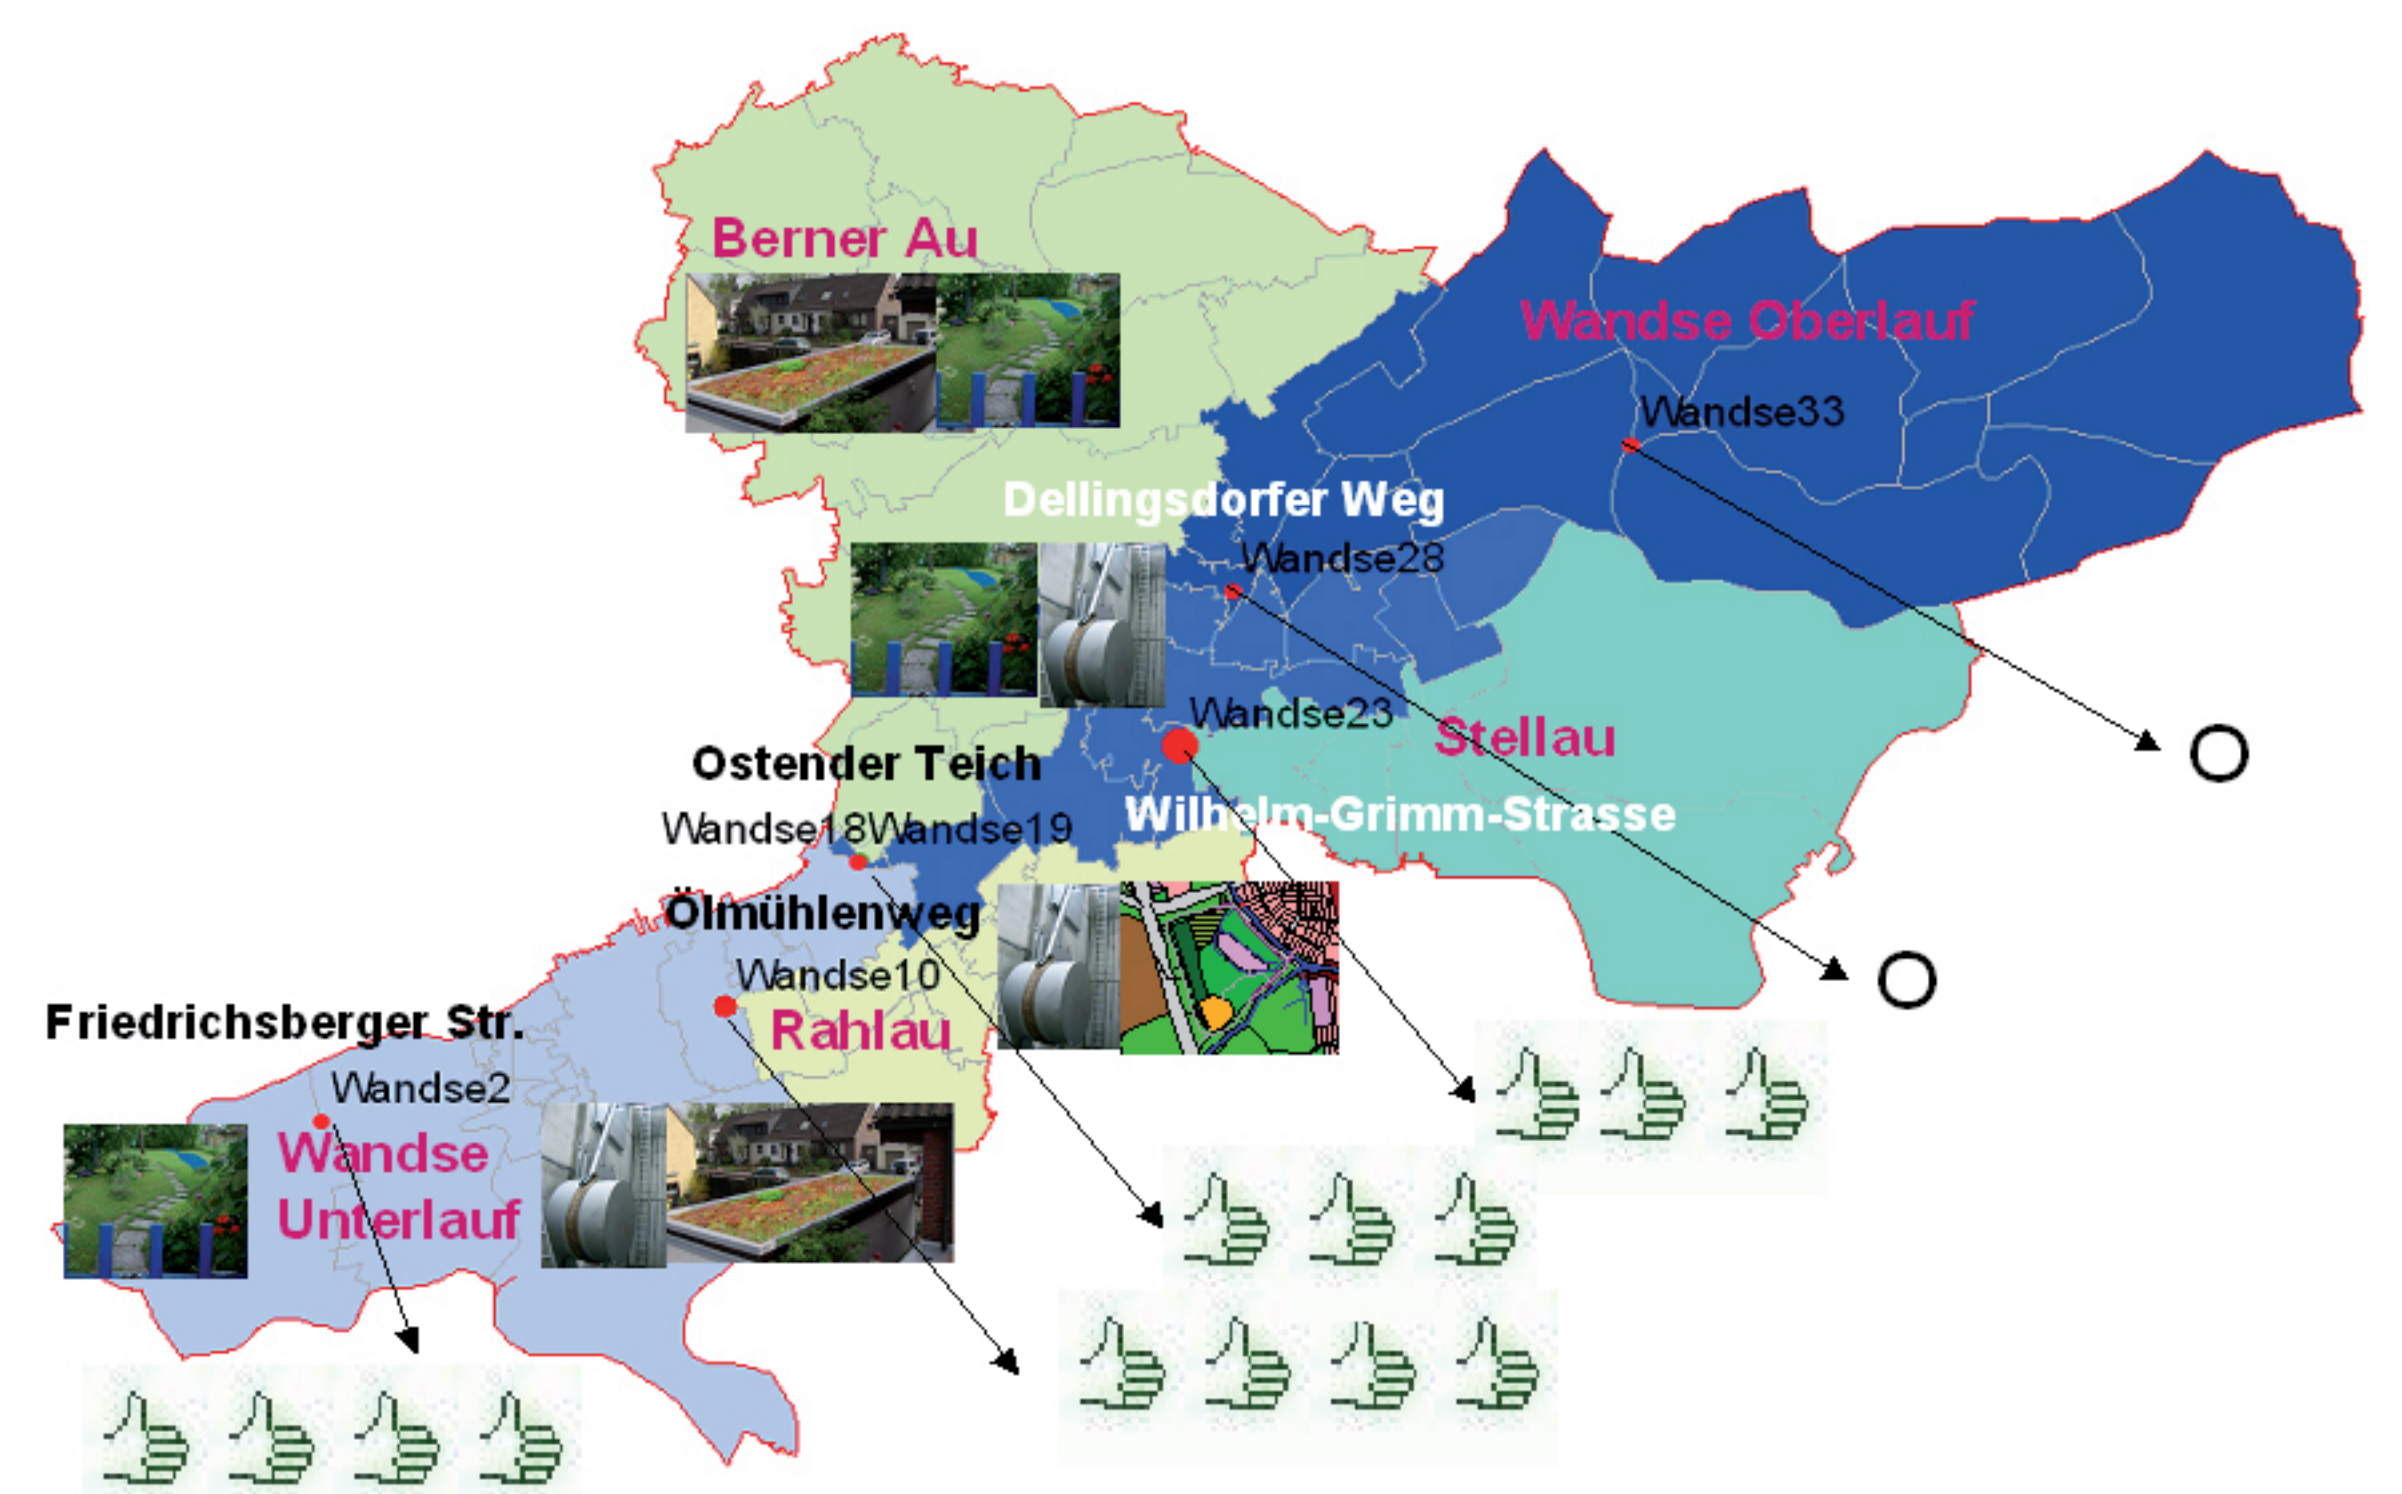 Berner Au
Wandse Oberlauf
Wandse33
Dellingsdorfer Weg
Wandse28
Wandse23
Stellau
Ostender Teich
Wilhelm-Grimm-Strasse
Wandse18Wandse19
Ölmühlenweg
Wandse10
Friedrichsberger Str.
Rahlau
Wandse2
Wandse
Unterlauf
O
O